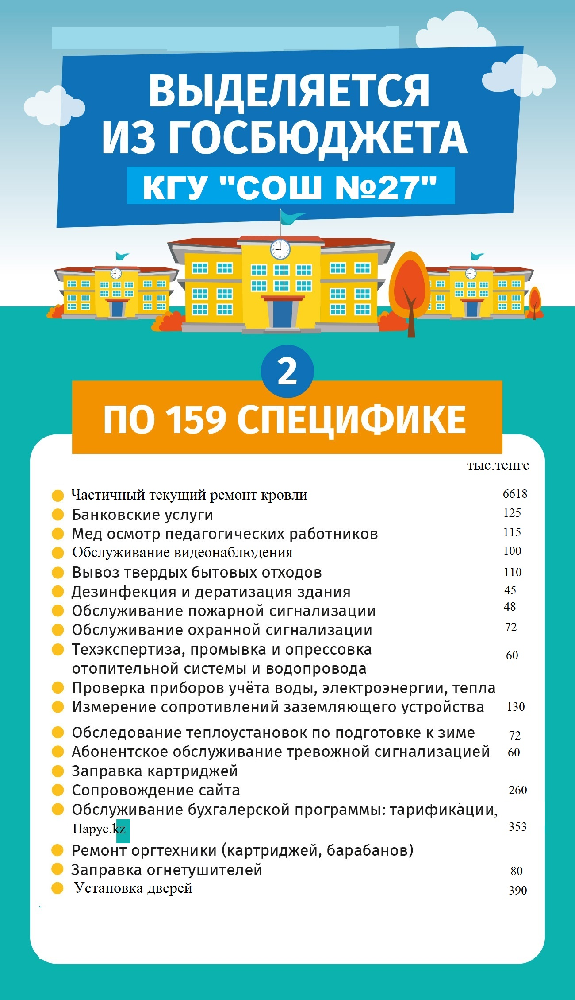 ВЫДЕЛЯЕТСЯ
ИЗ ГОСБЮДЖЕТА
КГУ "СОШ №27"
2
ПО 159 СПЕЦИФИКЕ
тыс.тенге
Частичный текущий ремонт кровли 6618
Банковские услуги 125
Мед осмотр педагогических работников 115
Обслуживание видеонаблюдения 100
Вывоз твердых бытовых отходов 110
Дезинфекция и дератизация здания 45
Обслуживание пожарной сигнализации 48
Обслуживание охранной сигнализации 72
Техэкспертиза, промывка и опрессовка
отопительной системы и водопровода 60
Проверка приборов учёта воды, электроэнергии, тепла
Измерение сопротивлений заземляющего устройства 130
Обследование теплоустановок по подготовке к зиме 72
Абонентское обслуживание тревожной сигнализацией 60
Заправка картриджей
Сопровождение сайта 260
Обслуживание бухгалерской программы: тарификации,
Парус.kz 353
Ремонт оргтехники (картриджей, барабанов)
Заправка огнетушителей 80
Установка дверей 390